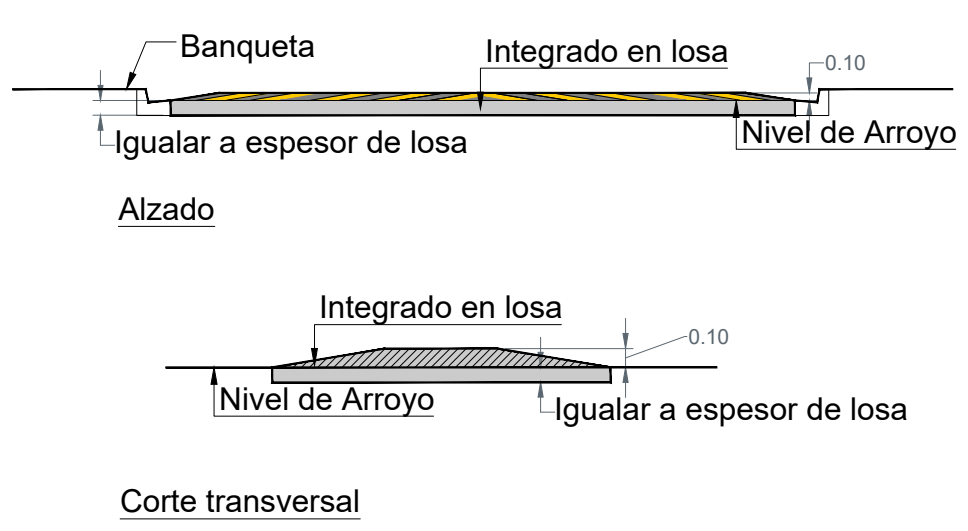 Banqueta
Integrado en losa
0.10
Igualar a espesor de losa
Nivel de Arroyo
Alzado
Integrado en losa
0.10
Nivel de Arroyo
Igualar a espesor de losa
Corte transversal